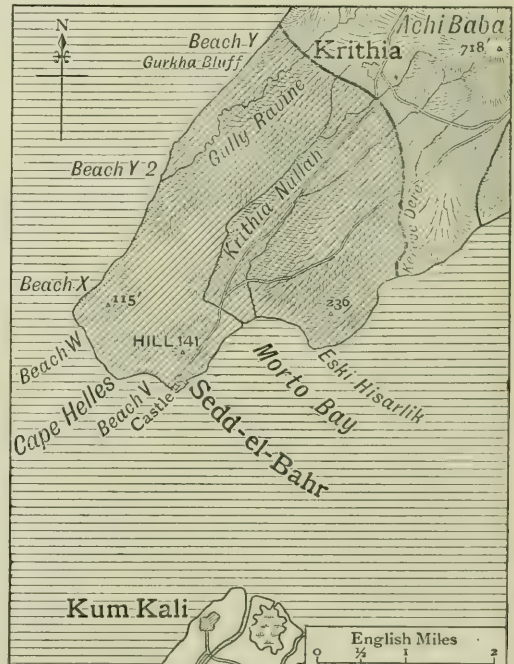 N
Beach Y
Gurkha Bluff
Achi Baba
718'
Krithia
Gully Ravine
Beach Y 2
Krithia Nullah
Kereve Dere
Beach X
115'
236
Beach W
HILL 141
Eski Hisarlik
Morto Bay
Cape Helles
Beach V
Castle
Sedd-el-Bahr
Kum Kali
English Miles
0 ½ 1 2